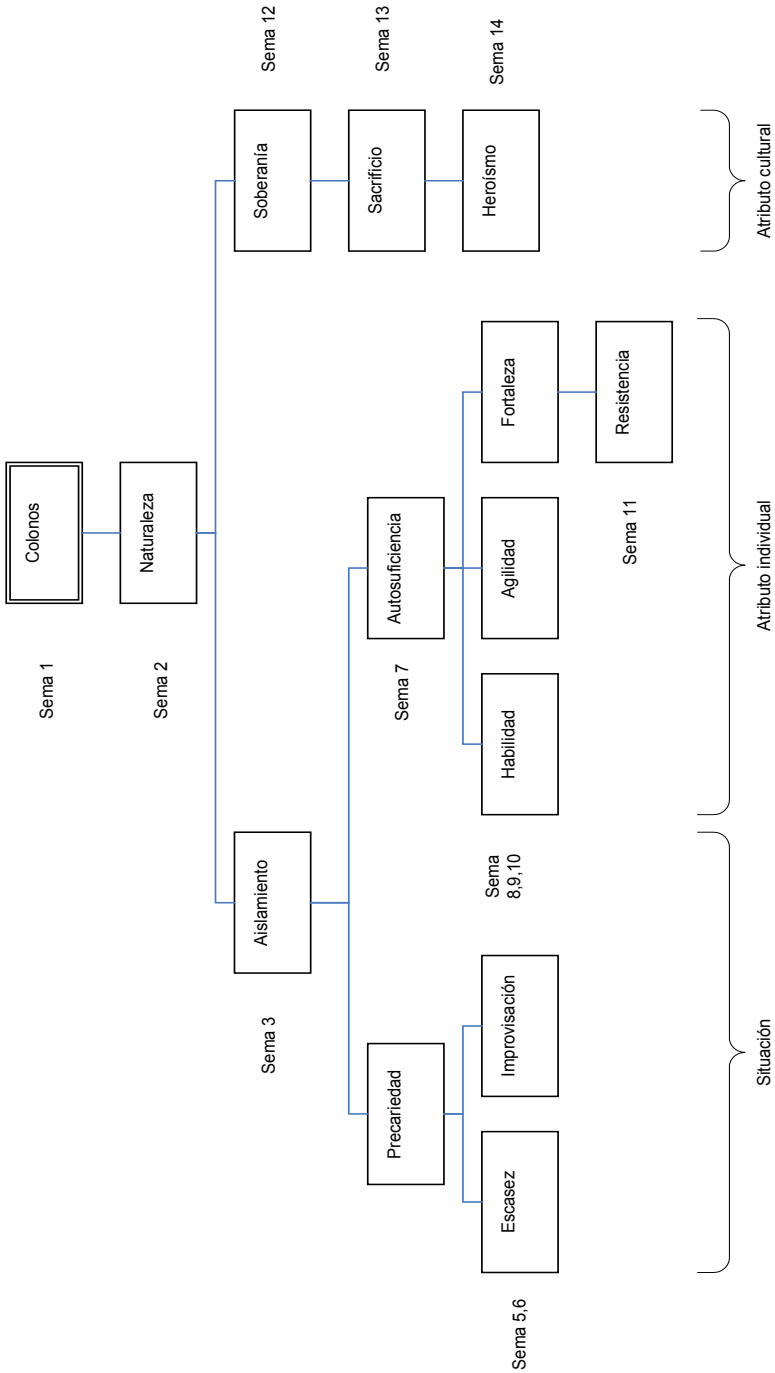 Colonos
Sema 1
Naturaleza
Sema 2
Aislamiento
Sema 3
Soberanía
Sema 12
Precariedad
Autosuficiencia
Sema 7
Sacrificio
Sema 13
Sema 5,6
Escasez
Improvisación
Sema
8,9,10
Habilidad
Agilidad
Fortaleza
Heroísmo
Sema 14
Sema 11
Resistencia
Situación
Atributo individual
Atributo cultural